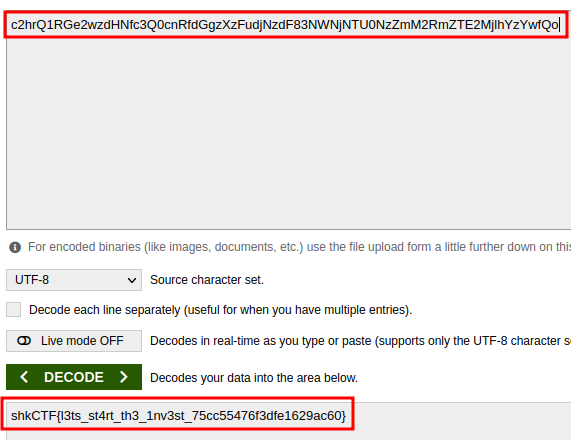 c2hrQ1RGe2wzdHNfc3Q0cnRfdGgzXzFudjNzdF83NWNjNTU0NzZmM2RmZTE2MjlhYzYwfQo
For encoded binaries (like images, documents, etc.) use the file upload form a little further down on this
UTF-8 Source character set.
Decode each line separately (useful for when you have multiple entries).
Live mode OFF Decodes in real-time as you type or paste (supports only the UTF-8 character s
< DECODE > Decodes your data into the area below.
shkCTF{l3ts_st4rt_th3_1nv3st_75cc55476f3dfe1629ac60}